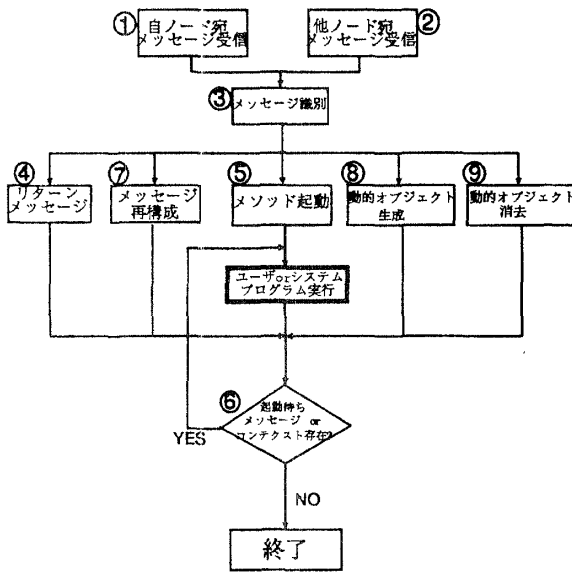 ① 自ノード宛
メッセージ受信
他ノード宛 ②
メッセージ受信
③ メッセージ識別
④
リターン
メッセージ
⑦
メッセージ
再構成
⑤
メソッド起動
⑧
動的オブジェクト
生成
⑨
動的オブジェクト
消去
ユーザorシステム
プログラム実行
⑥
起動待ち
メッセージ or
コンテクスト存在?
YES
NO
終了